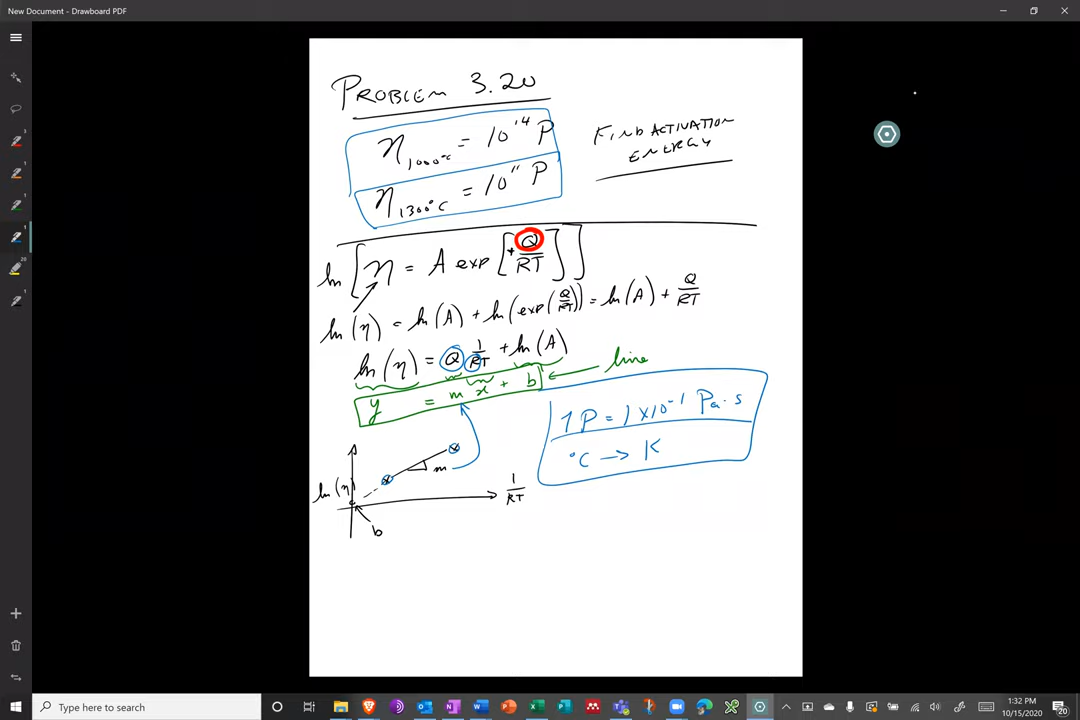 New Document - Drawboard PDF
PROBLEM 3.20
η1000°C = 10^14 P
FIND ACTIVATION
ENERGY
η1300°C = 10^11 P
ln [η = A exp [+ Q/RT]]
ln(η) = ln(A) + ln(exp(Q/RT)) = ln(A) + Q/RT
ln(η) = Q 1/RT + ln(A)
line
y = m x + b
1 P = 1 x10^-1 Pa·s
°C → K
m
ln(η)
1/RT
b
Type here to search
1:32 PM
10/15/2020
20